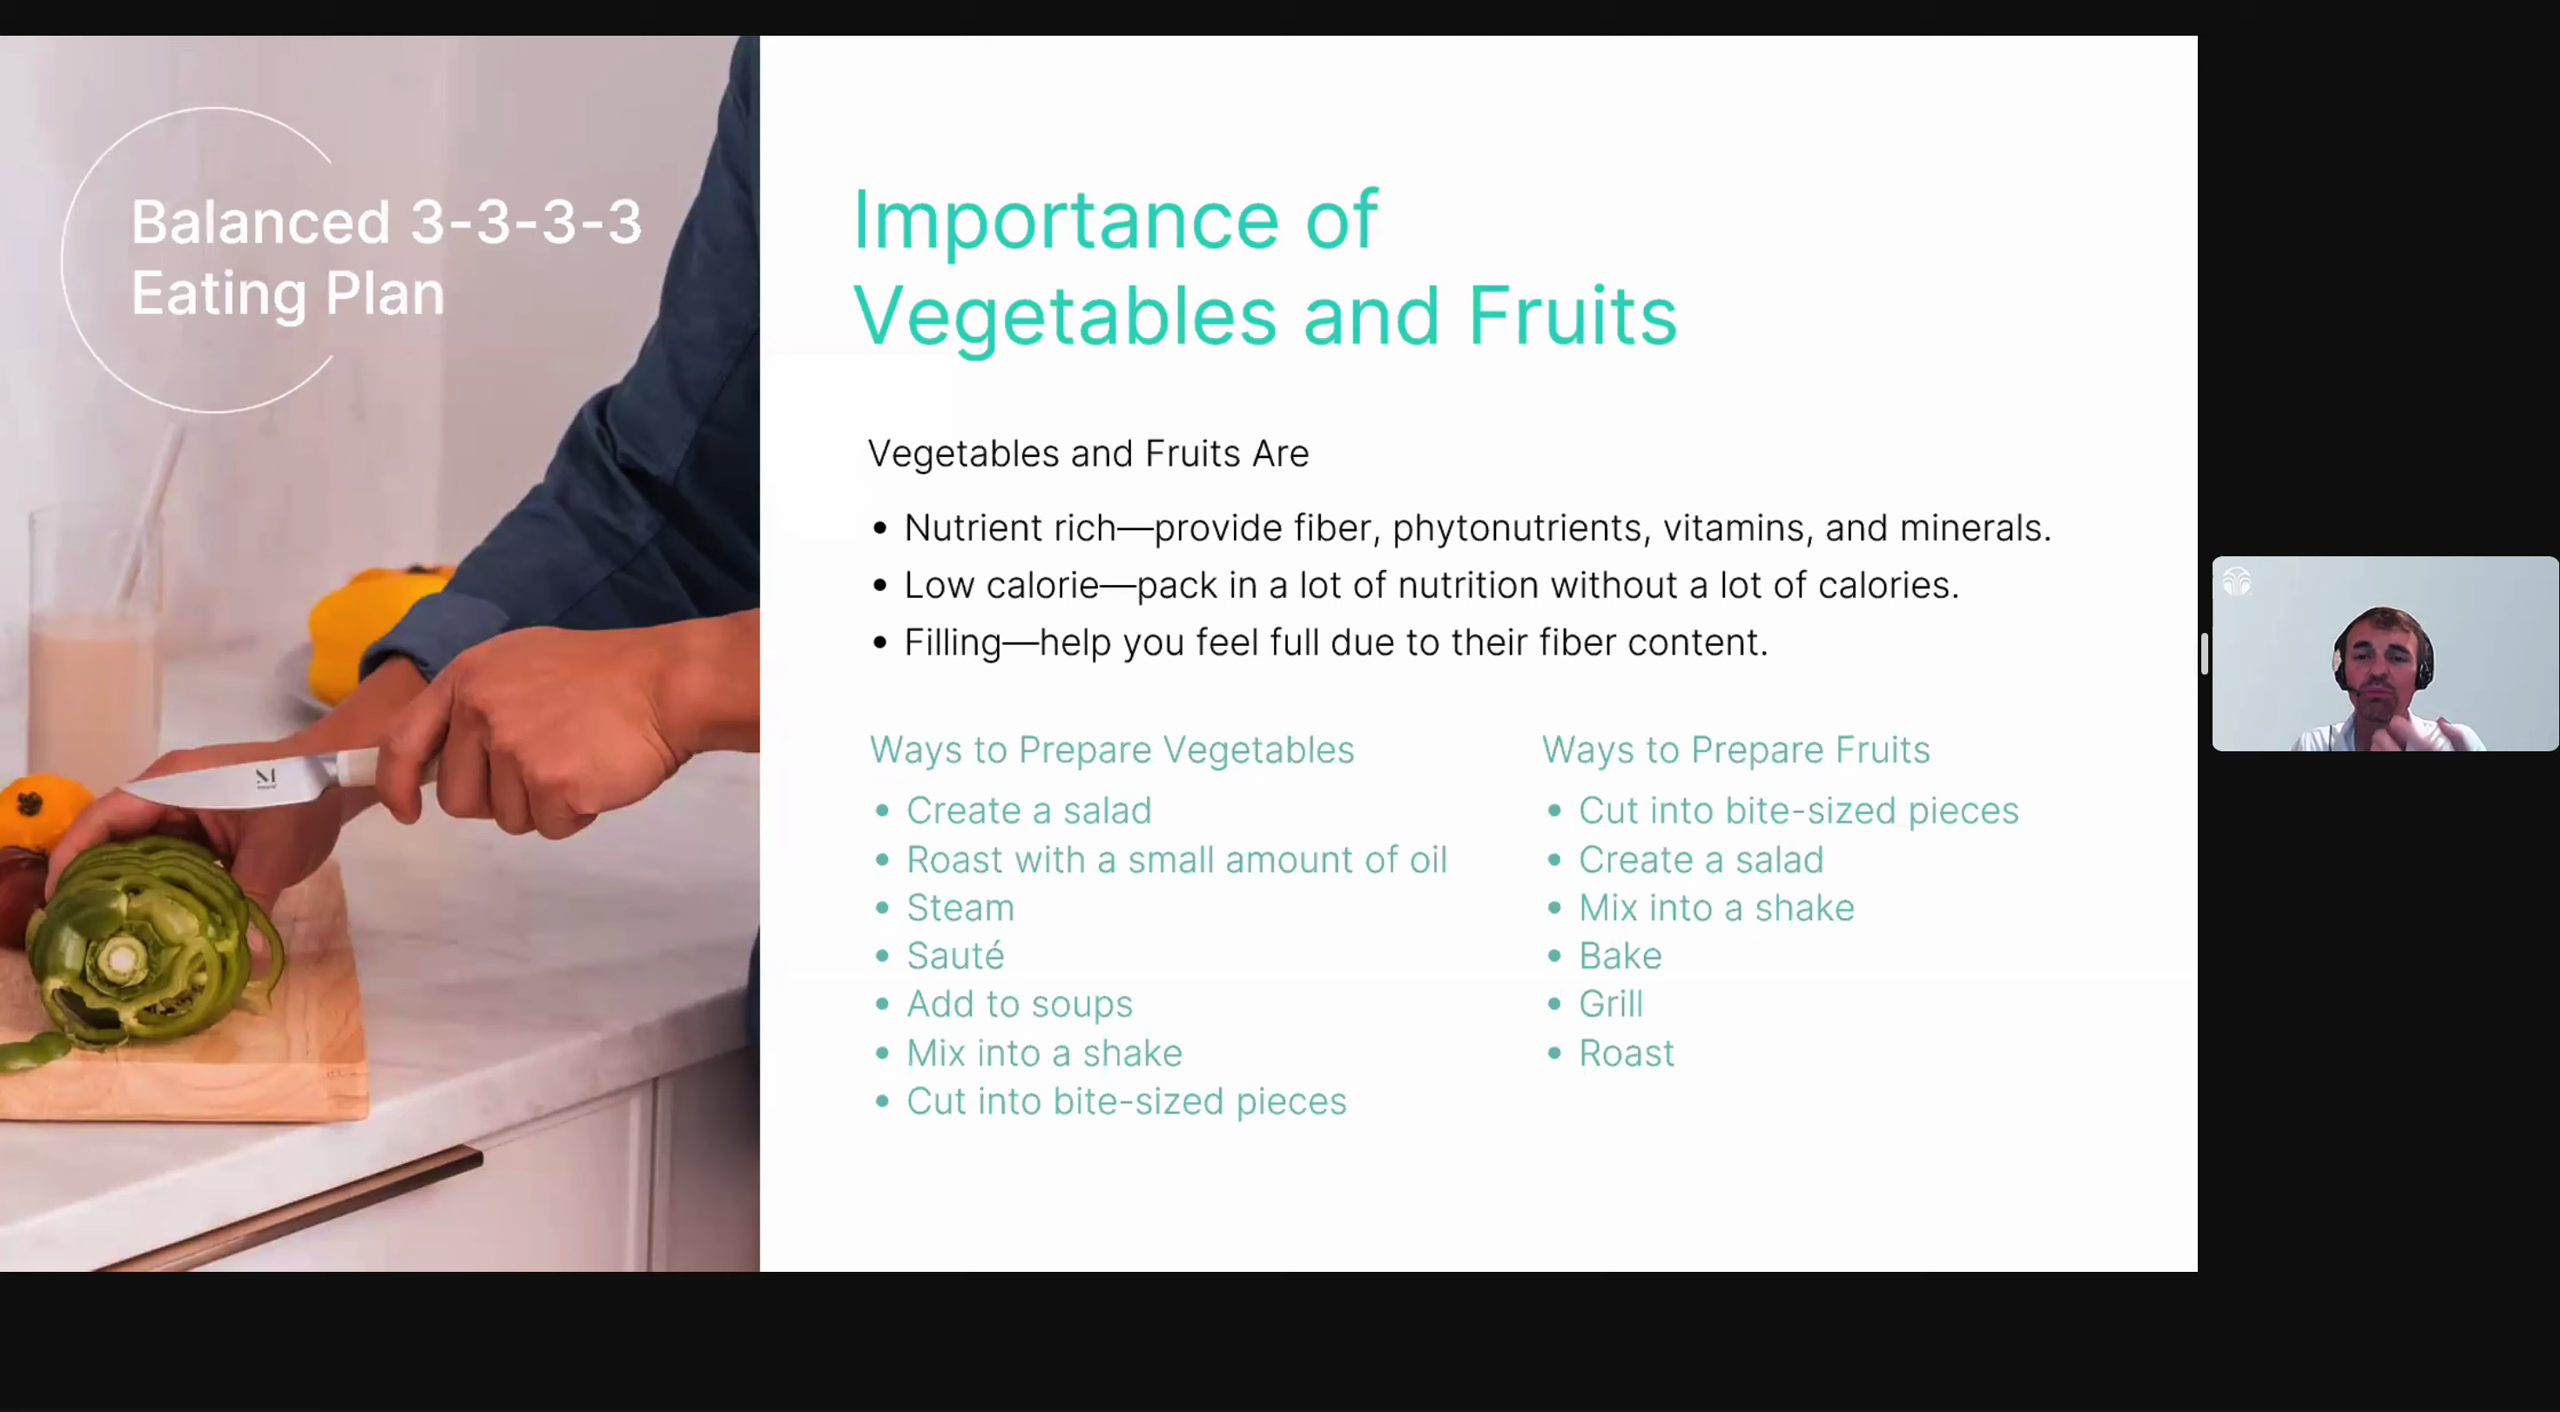 Balanced 3-3-3-3
Eating Plan
Importance of
Vegetables and Fruits
Vegetables and Fruits Are
• Nutrient rich—provide fiber, phytonutrients, vitamins, and minerals.
• Low calorie—pack in a lot of nutrition without a lot of calories.
• Filling—help you feel full due to their fiber content.
Ways to Prepare Vegetables
• Create a salad
• Roast with a small amount of oil
• Steam
• Sauté
• Add to soups
• Mix into a shake
• Cut into bite-sized pieces
Ways to Prepare Fruits
• Cut into bite-sized pieces
• Create a salad
• Mix into a shake
• Bake
• Grill
• Roast